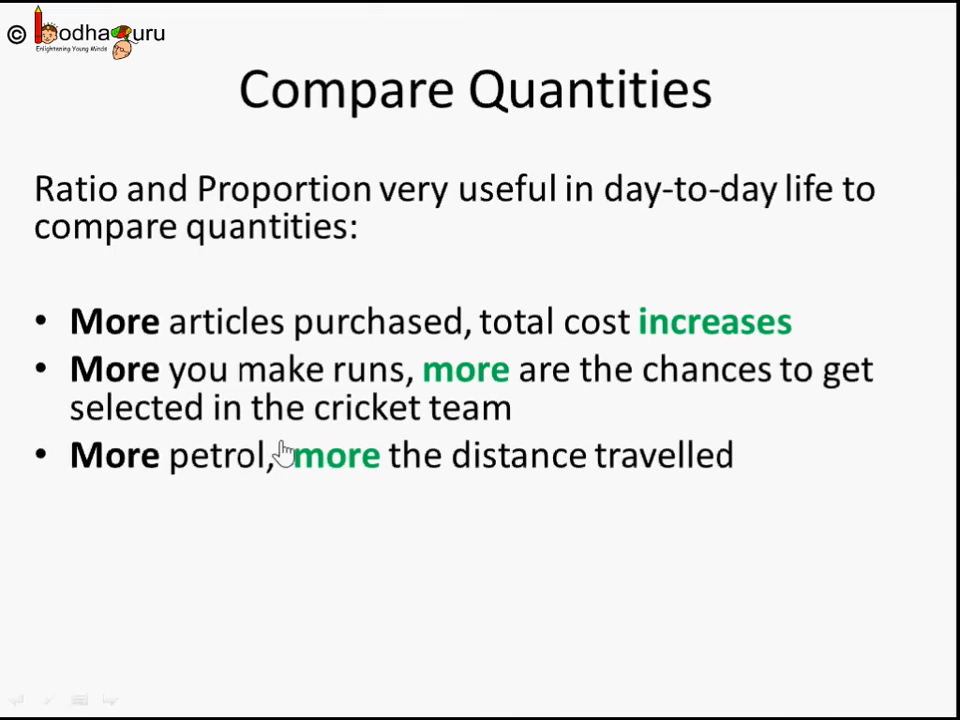 © BodhaGuru
Enlightening Young Minds
Compare Quantities
Ratio and Proportion very useful in day-to-day life to
compare quantities:
• More articles purchased, total cost increases
• More you make runs, more are the chances to get
selected in the cricket team
• More petrol, more the distance travelled